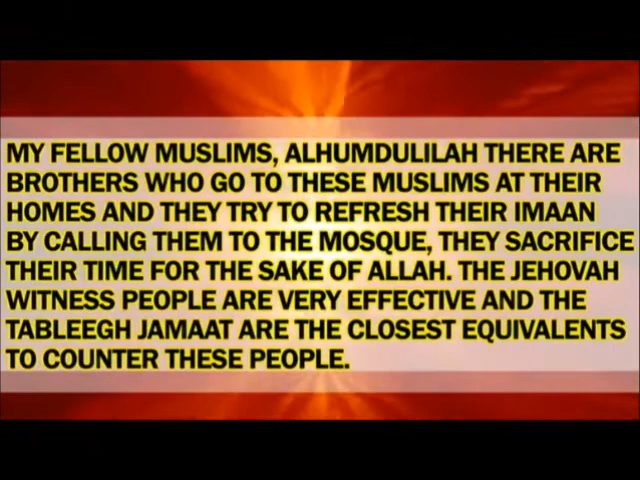 MY FELLOW MUSLIMS, ALHUMDULILAH THERE ARE
BROTHERS WHO GO TO THESE MUSLIMS AT THEIR
HOMES AND THEY TRY TO REFRESH THEIR IMAAN
BY CALLING THEM TO THE MOSQUE, THEY SACRIFICE
THEIR TIME FOR THE SAKE OF ALLAH. THE JEHOVAH
WITNESS PEOPLE ARE VERY EFFECTIVE AND THE
TABLEEGH JAMAAT ARE THE CLOSEST EQUIVALENTS
TO COUNTER THESE PEOPLE.